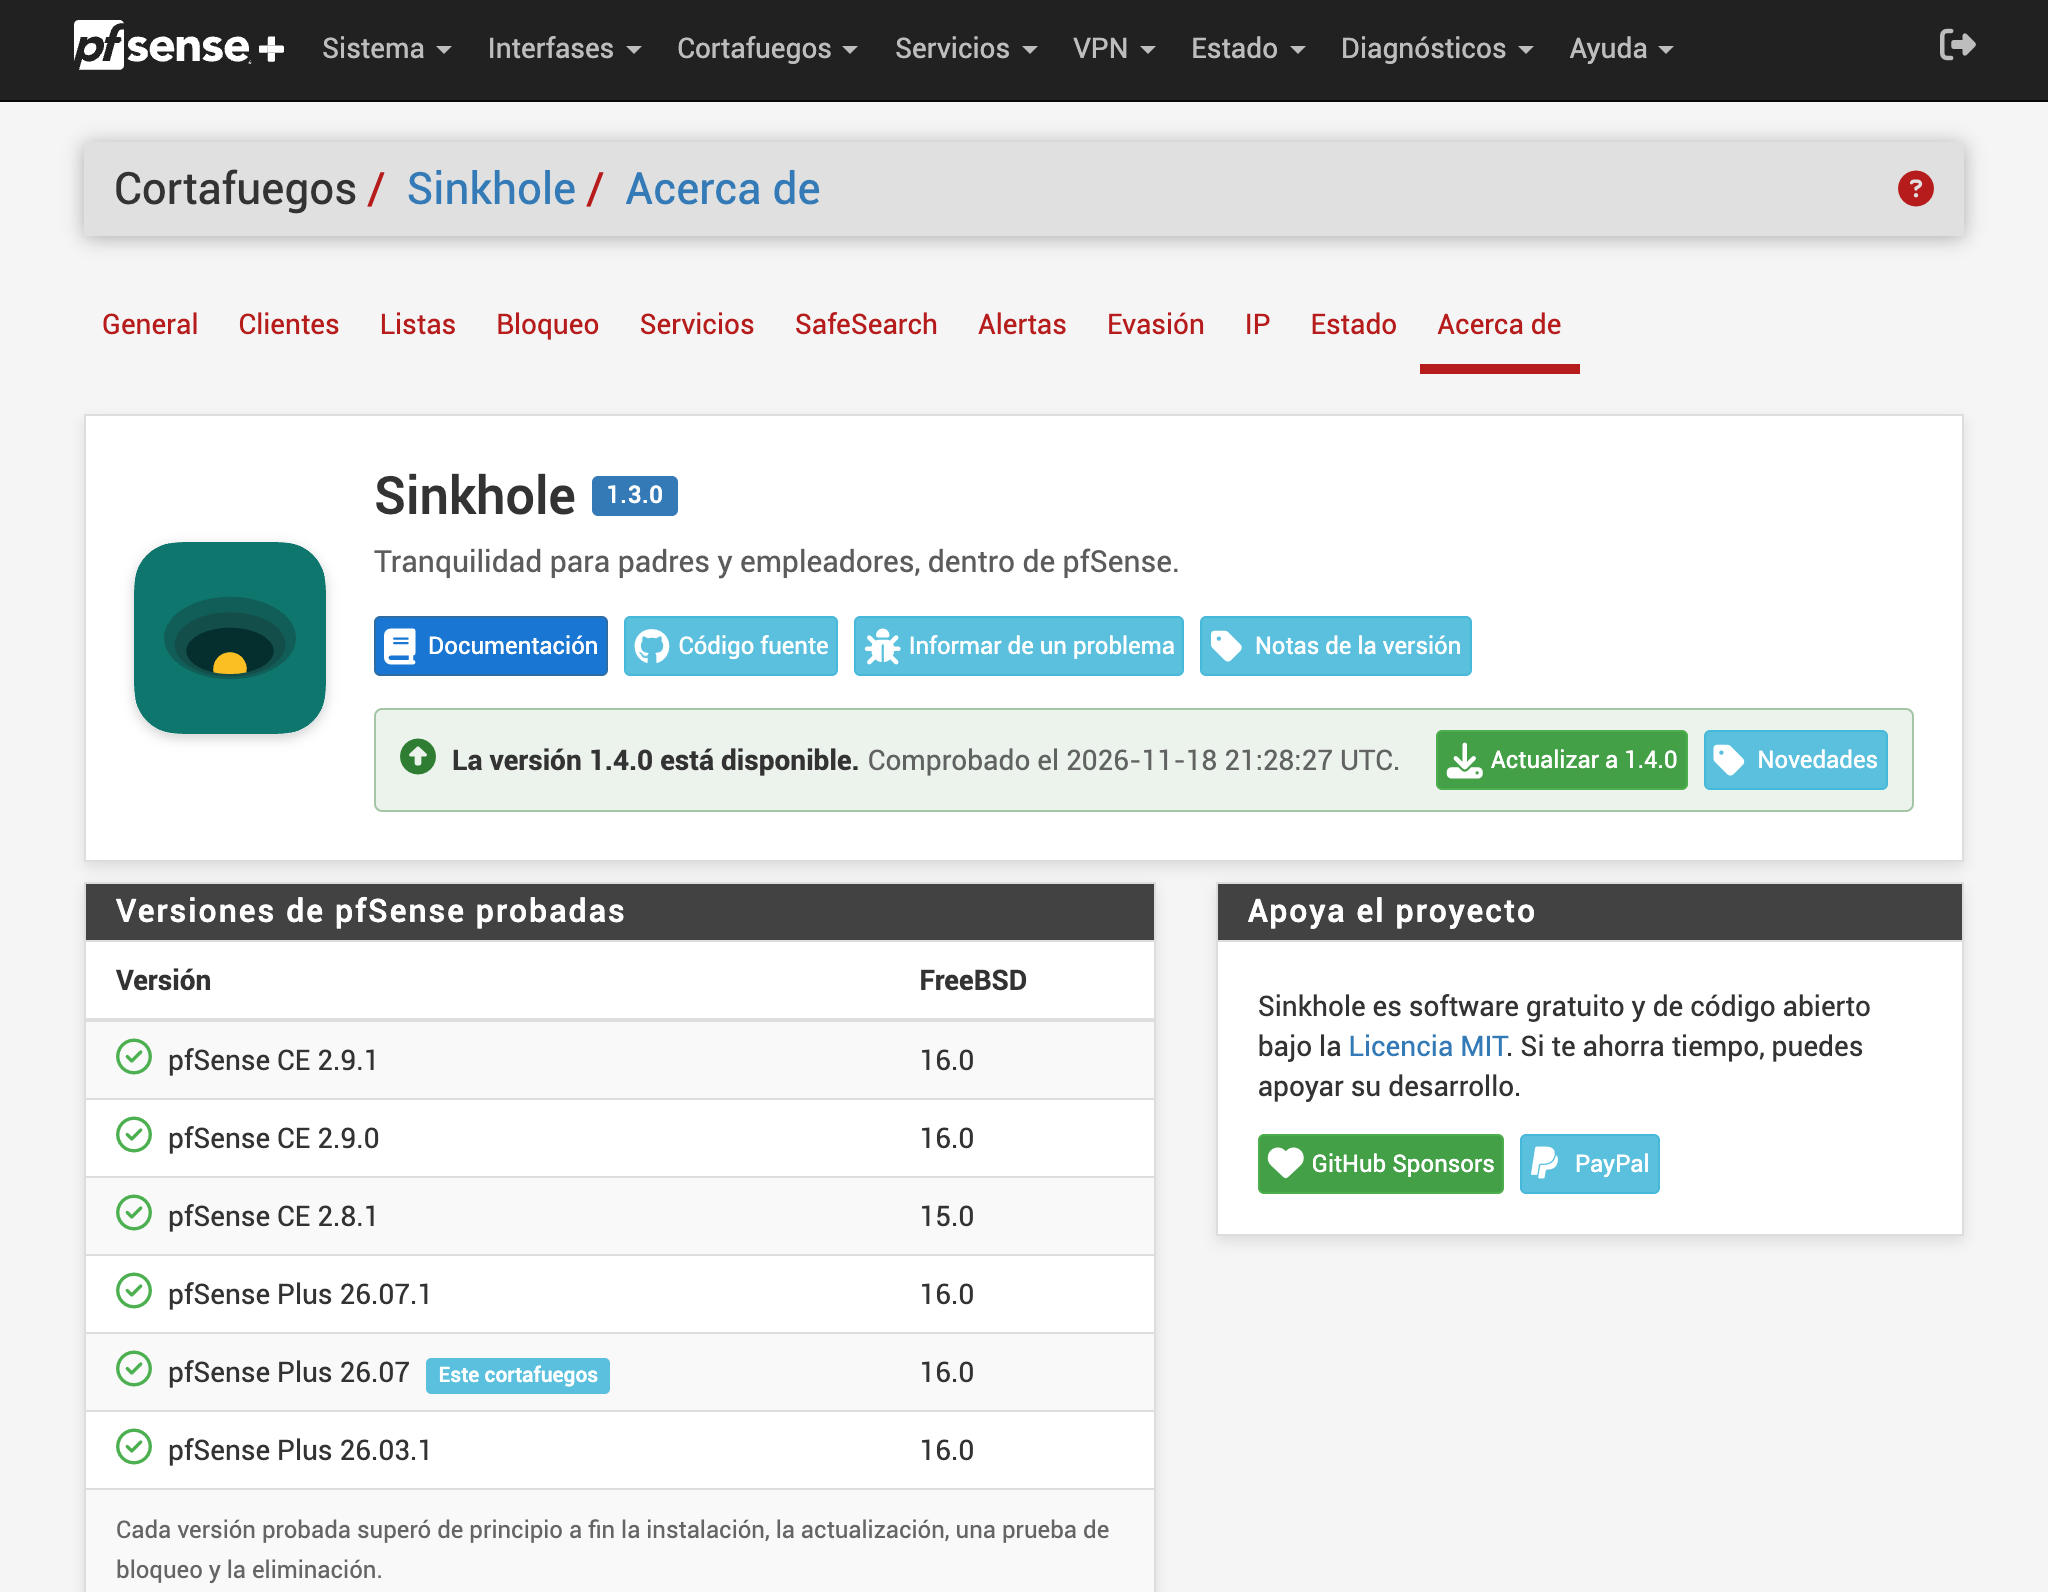 pfsense +
Sistema Interfases Cortafuegos Servicios VPN Estado Diagnósticos Ayuda
Cortafuegos / Sinkhole / Acerca de
?
General Clientes Listas Bloqueo Servicios SafeSearch Alertas Evasión IP Estado Acerca de
Sinkhole 1.3.0
Tranquilidad para padres y empleadores, dentro de pfSense.
Documentación Código fuente Informar de un problema Notas de la versión
La versión 1.4.0 está disponible. Comprobado el 2026-11-18 21:28:27 UTC. Actualizar a 1.4.0 Novedades
Versiones de pfSense probadas
Versión FreeBSD
pfSense CE 2.9.1 16.0
pfSense CE 2.9.0 16.0
pfSense CE 2.8.1 15.0
pfSense Plus 26.07.1 16.0
pfSense Plus 26.07 Este cortafuegos 16.0
pfSense Plus 26.03.1 16.0
Cada versión probada superó de principio a fin la instalación, la actualización, una prueba de
bloqueo y la eliminación.
Apoya el proyecto
Sinkhole es software gratuito y de código abierto
bajo la Licencia MIT. Si te ahorra tiempo, puedes
apoyar su desarrollo.
GitHub Sponsors PayPal